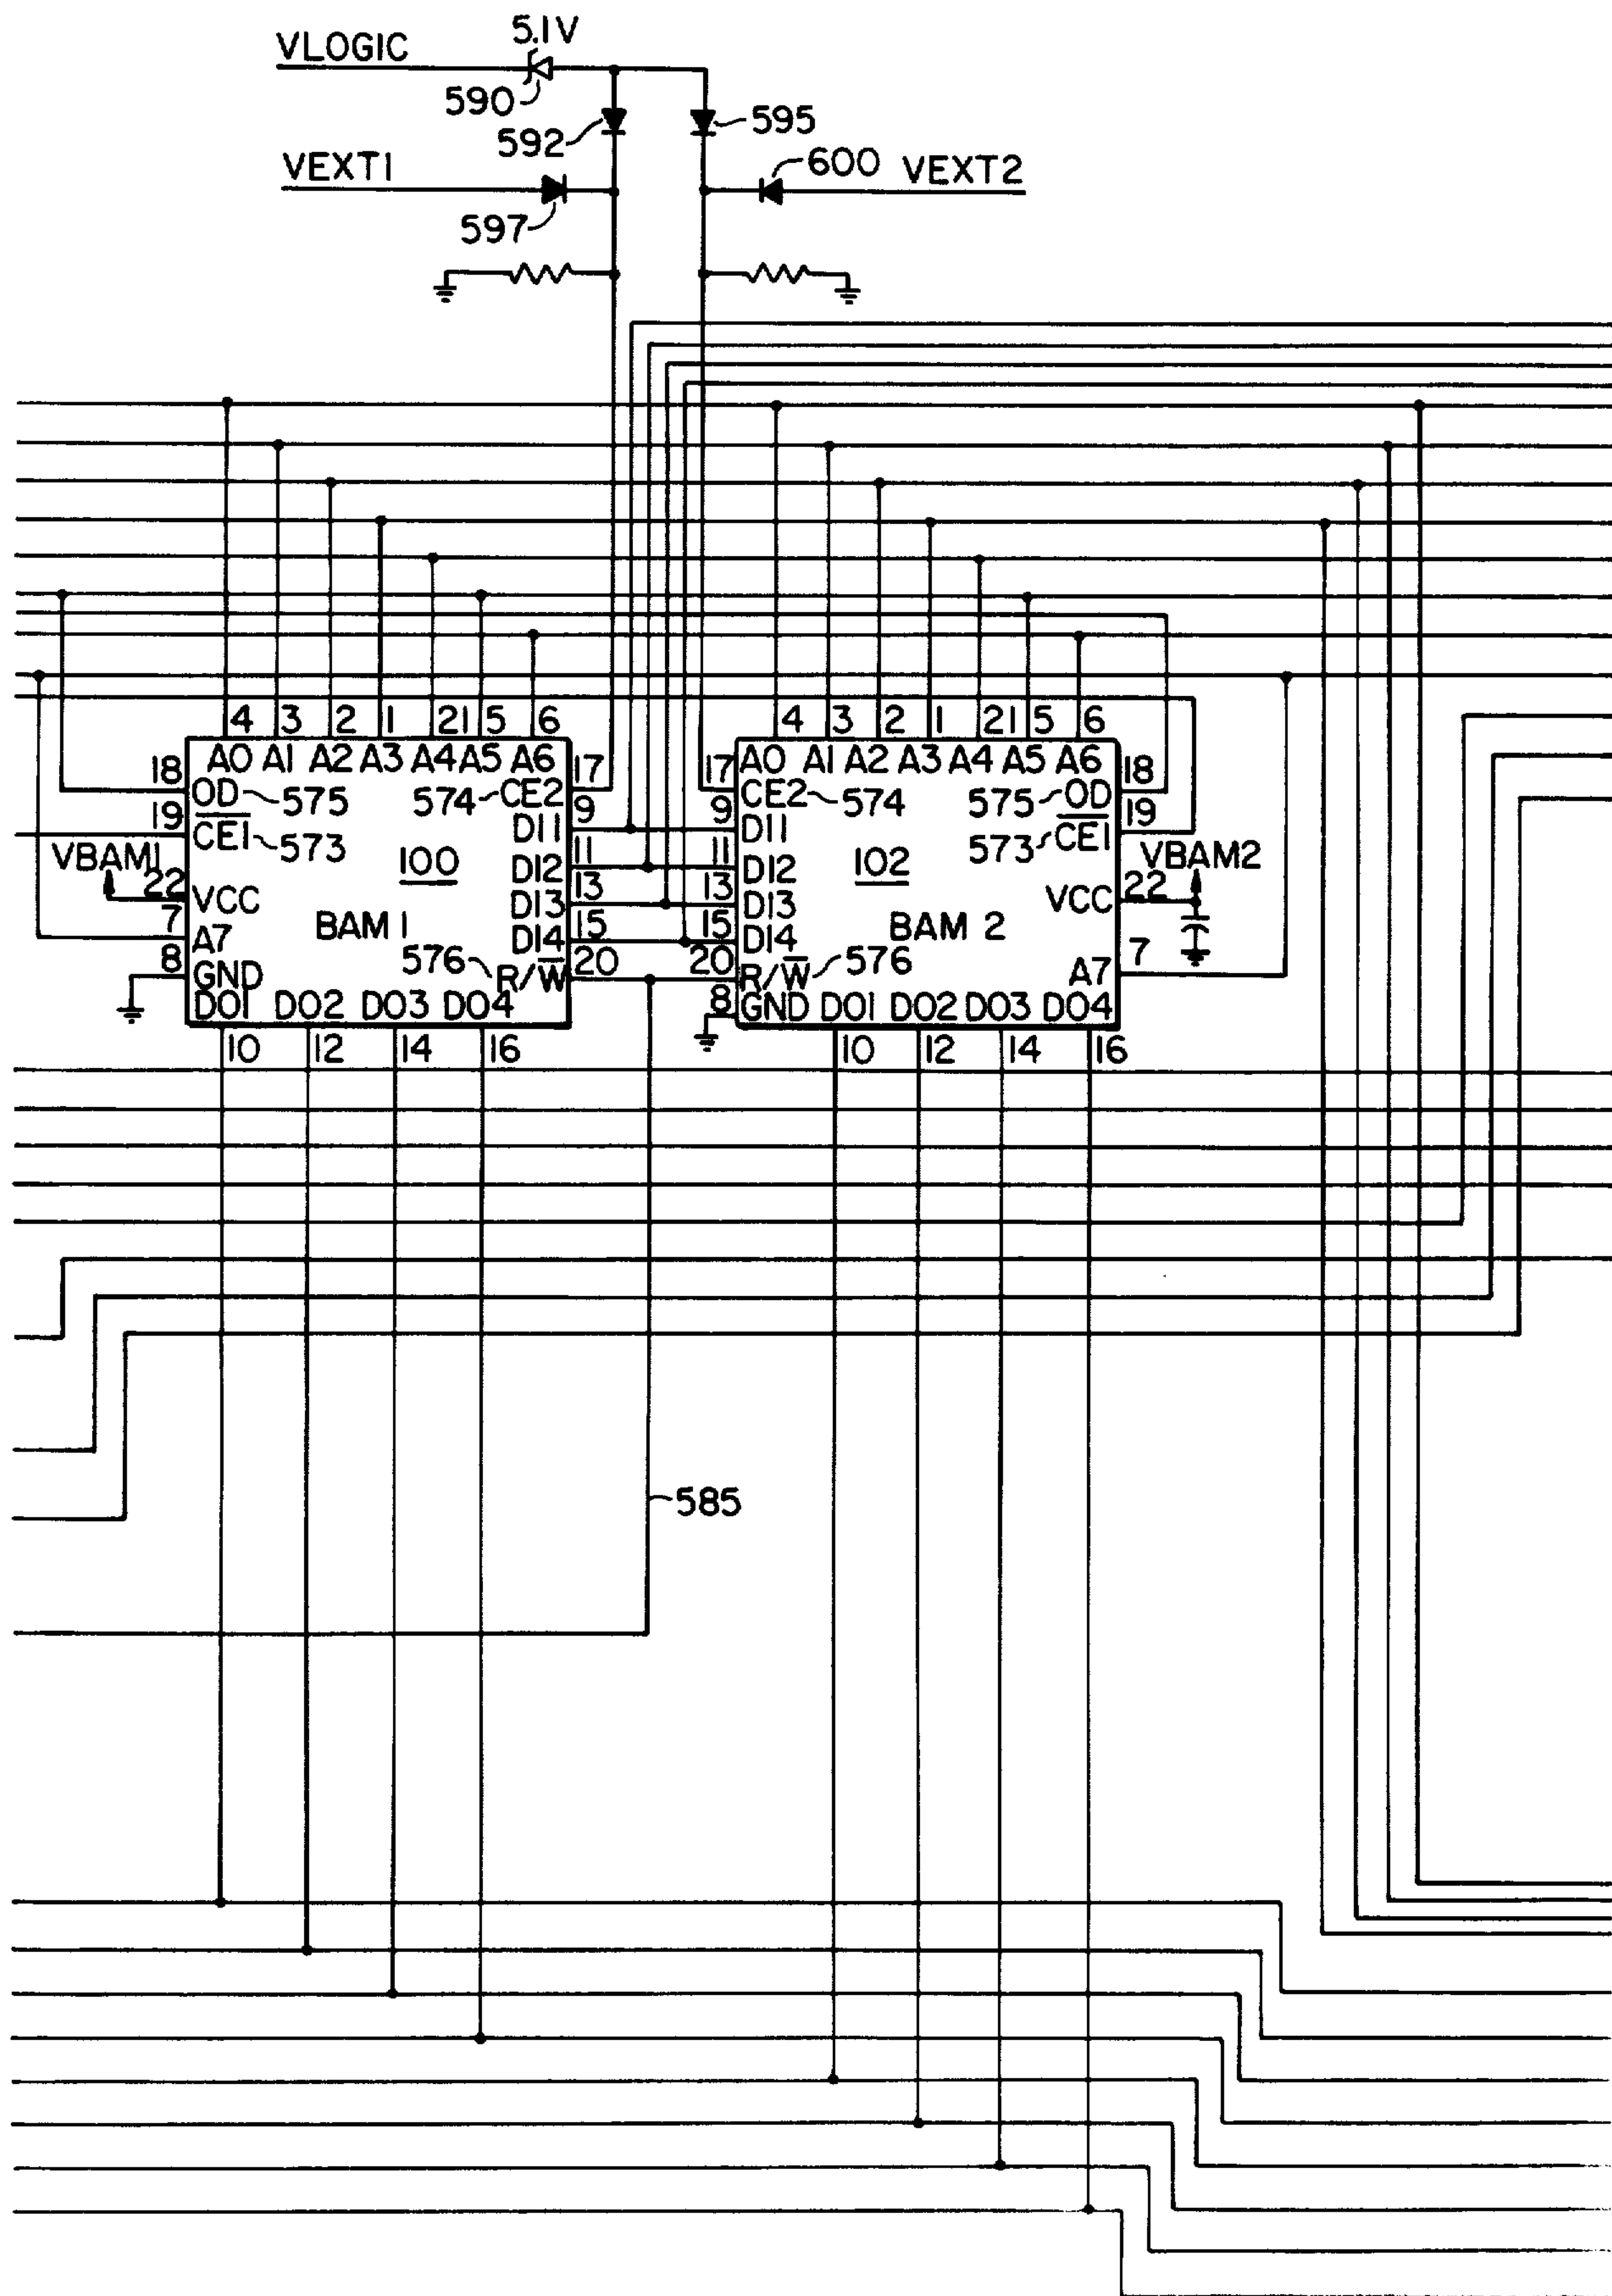 5.1V
VLOGIC
590
592
595
VEXT1
600
VEXT2
597
4 3 2 1 21 5 6
4 3 2 1 21 5 6
A0 A1 A2 A3 A4 A5 A6
A0 A1 A2 A3 A4 A5 A6
18
OD
575
574
CE2
17
17
CE2
574
575
OD
18
19
CE1
573
DI1
9
9
DI1
573
CE1
19
VBAM1
100
DI2
11
11
DI2
102
VBAM2
22
VCC
DI3
13
13
DI3
VCC
22
7
A7
BAM 1
DI4
15
15
DI4
BAM 2
7
A7
8
GND
576
R/W
20
20
R/W
576
8
GND
DO1 DO2 DO3 DO4
DO1 DO2 DO3 DO4
10 12 14 16
10 12 14 16
585